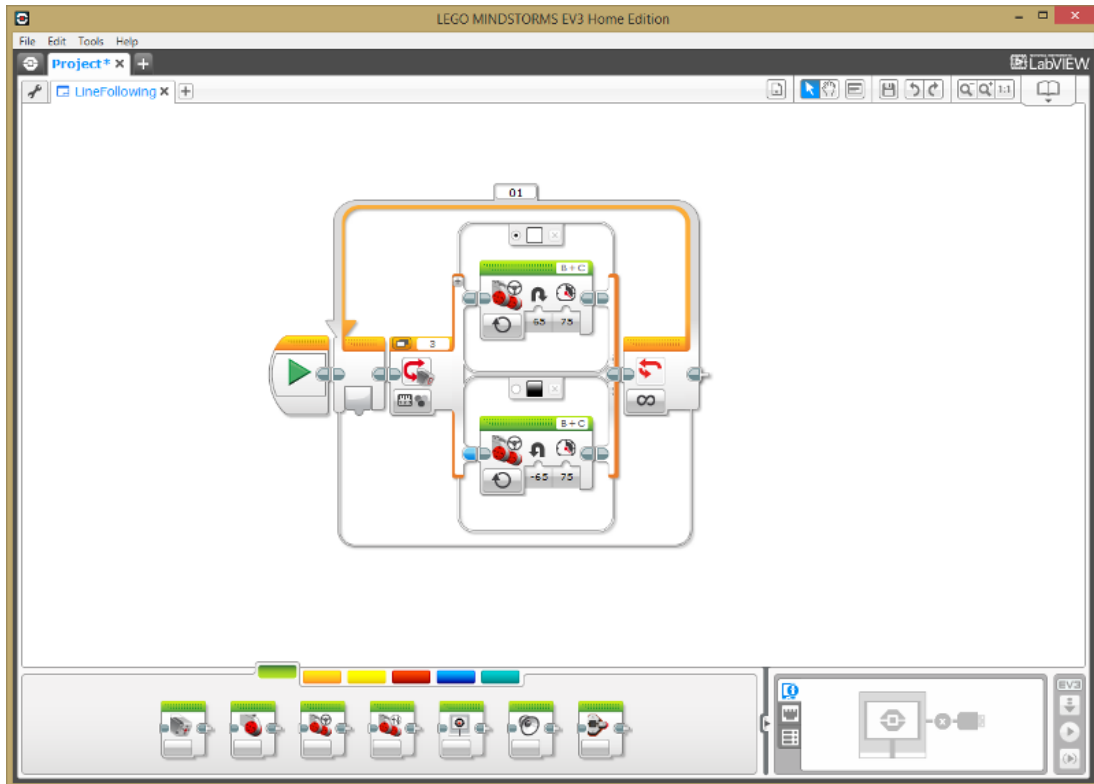 LEGO MINDSTORMS EV3 Home Edition
File Edit Tools Help
Project* +
LabVIEW
LineFollowing +
1:1
01
B+C
65 75
3
∞
B+C
-65 75
EV3